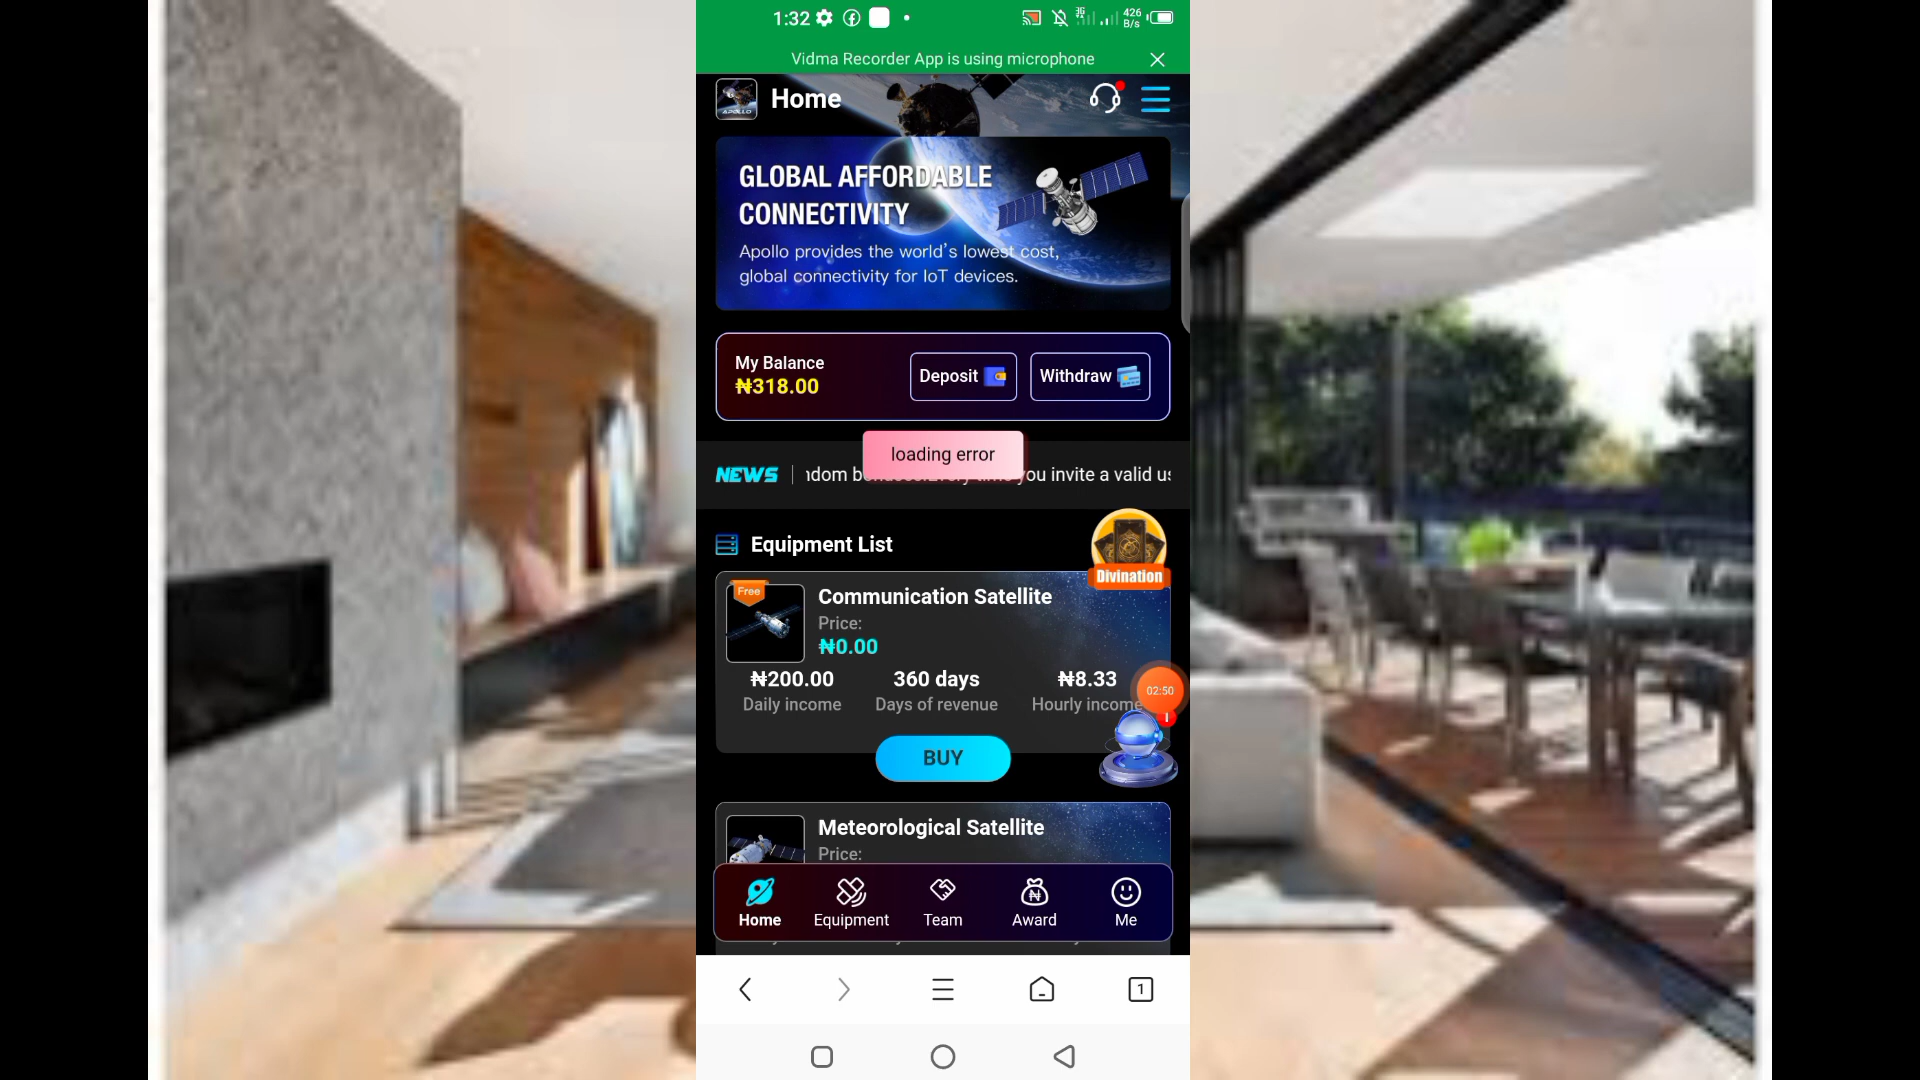 1:32
426
B/s
Vidma Recorder App is using microphone
APOLLO
Home
GLOBAL AFFORDABLE
CONNECTIVITY
Apollo provides the world's lowest cost,
global connectivity for IoT devices.
My Balance
₦318.00
Deposit
Withdraw
loading error
NEWS
you invite a valid
Equipment List
Divination
Free
Communication Satellite
Price:
₦0.00
₦200.00 360 days ₦8.33
Daily income Days of revenue Hourly income
02:50
BUY
Meteorological Satellite
Price:
Home Equipment Team Award Me
1